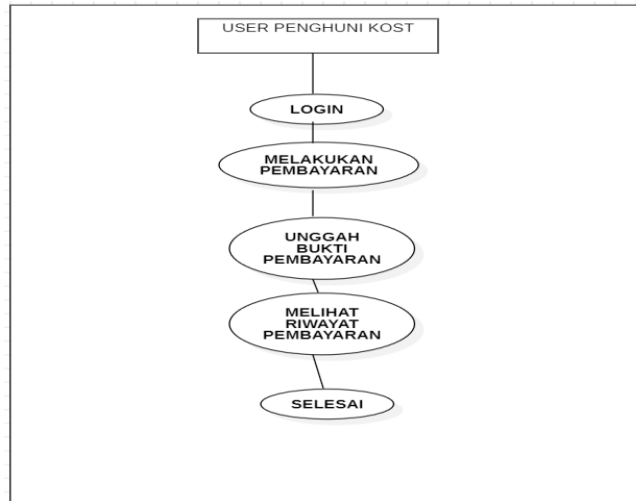 USER PENGHUNI KOST
LOGIN
MELAKUKAN
PEMBAYARAN
UNGGAH
BUKTI
PEMBAYARAN
MELIHAT
RIWAYAT
PEMBAYARAN
SELESAI